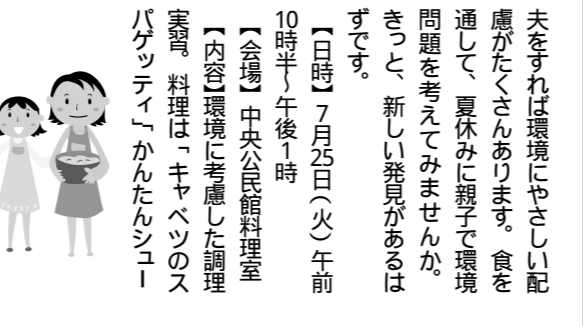 夫をすれば環境にやさしい配
慮がたくさんあります。食を
通して、夏休みに親子で環境
問題を考えてみませんか。
きっと、新しい発見があるは
ずです。
【日時】7月25日（火）午前
10時半〜午後1時
【会場】中央公民館料理室
【内容】環境に考慮した調理
実習。料理は「キャベツのス
パゲッティ」「かんたんシュー